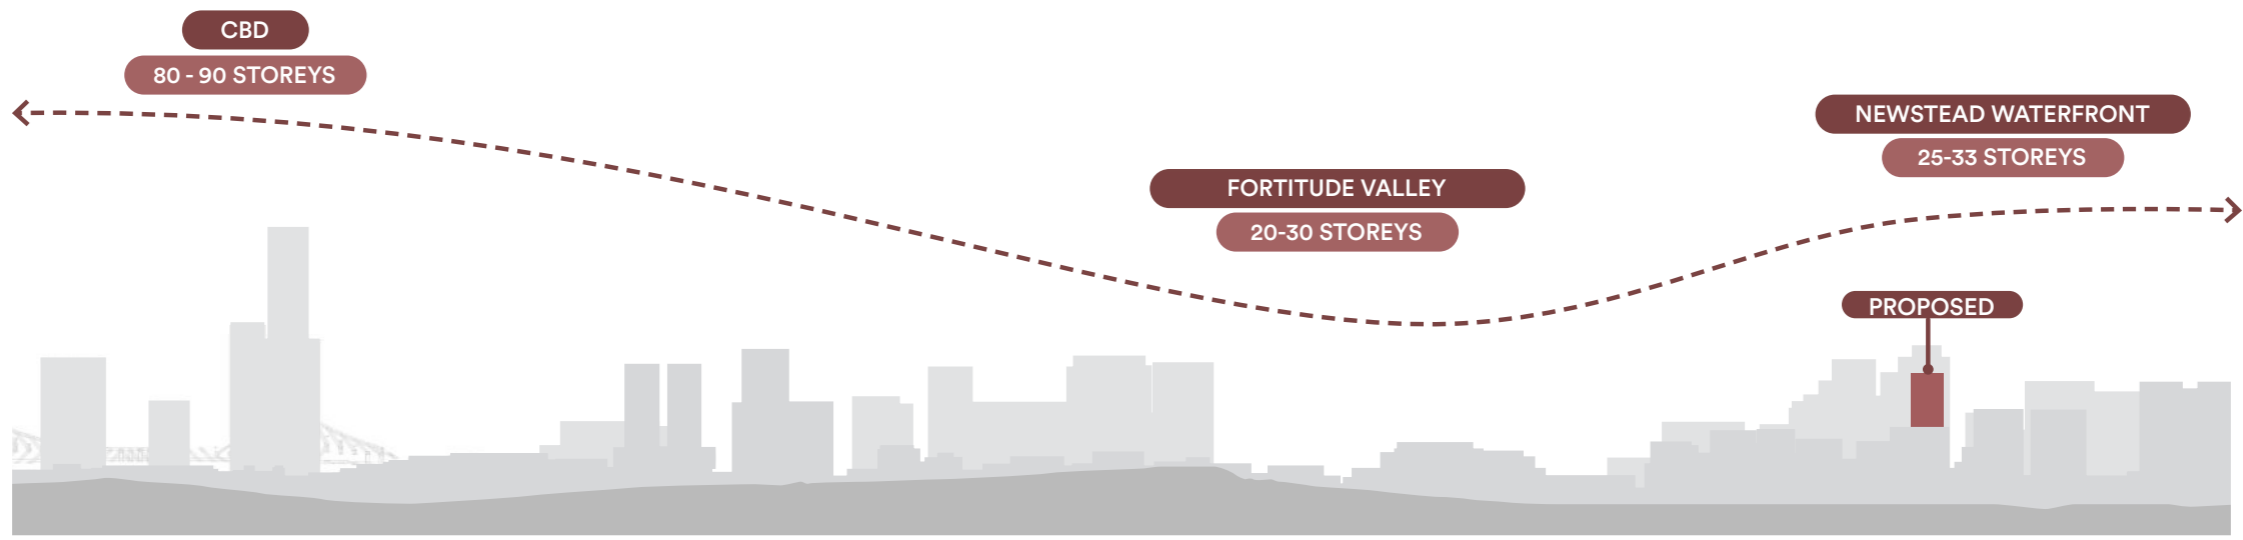 CBD
80 - 90 STOREYS
FORTITUDE VALLEY
20-30 STOREYS
NEWSTEAD WATERFRONT
25-33 STOREYS
PROPOSED